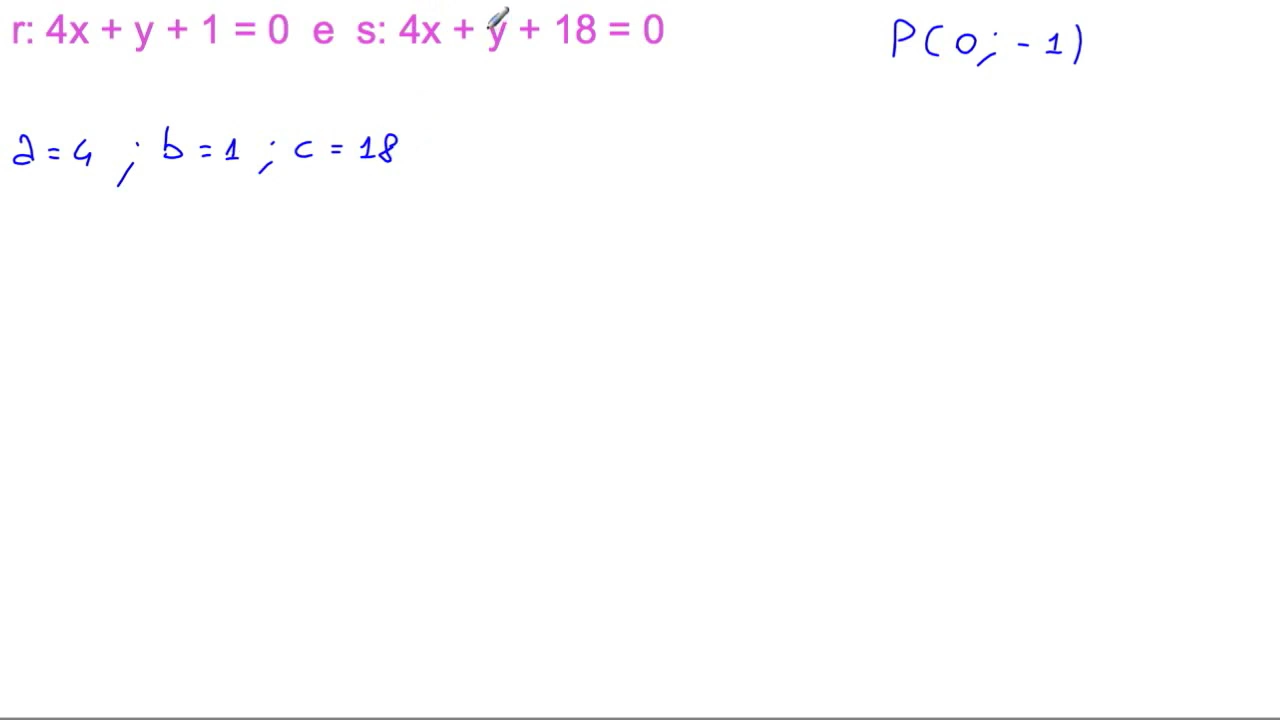 r: 4x + y + 1 = 0 e s: 4x + y + 18 = 0
P(0; -1)
a = 4 ; b = 1 ; c = 18